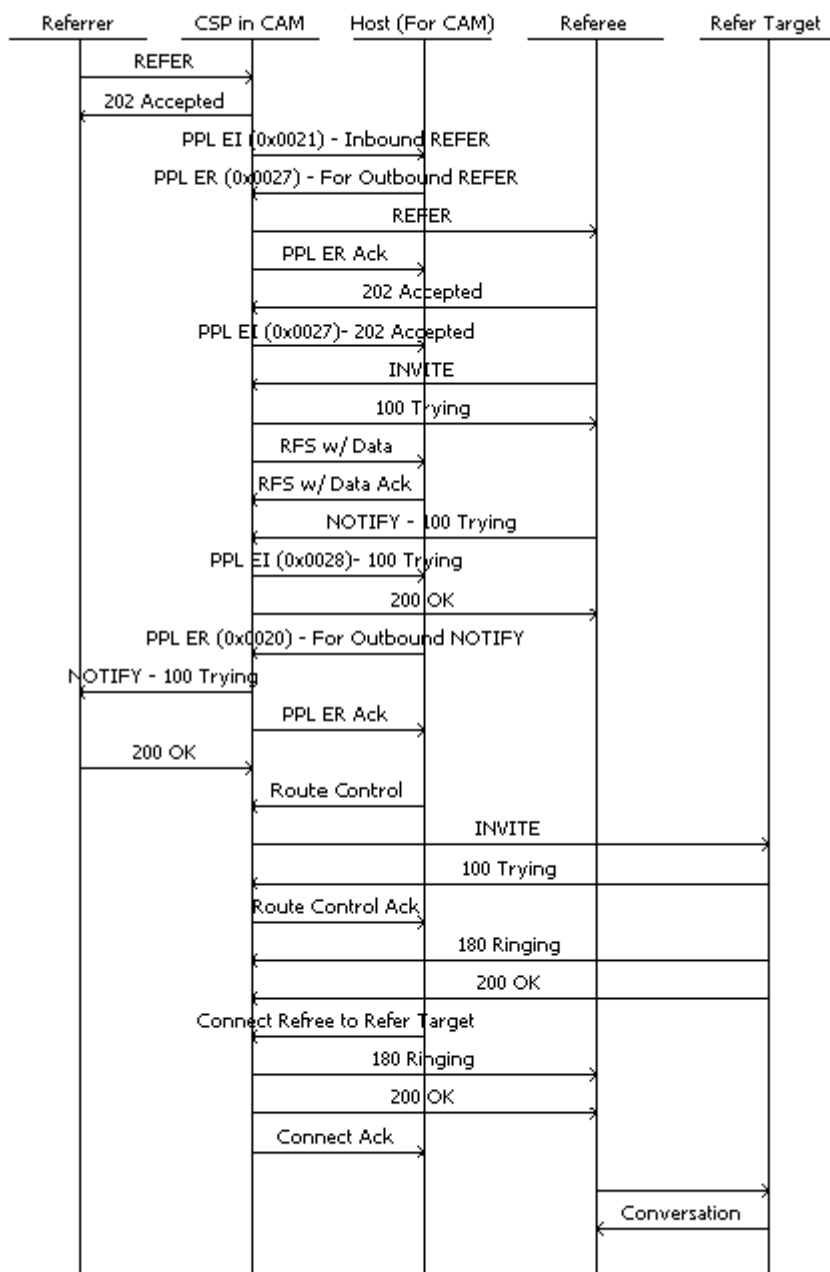 Referrer CSP in CAM Host (For CAM) Referee Refer Target
REFER
202 Accepted
PPL EI (0x0021) - Inbound REFER
PPL ER (0x0027) - For Outbound REFER
REFER
PPL ER Ack
202 Accepted
PPL EI (0x0027)- 202 Accepted
INVITE
100 Trying
RFS w/ Data
RFS w/ Data Ack
NOTIFY - 100 Trying
PPL EI (0x0028)- 100 Trying
200 OK
PPL ER (0x0020) - For Outbound NOTIFY
NOTIFY - 100 Trying
PPL ER Ack
200 OK
Route Control
INVITE
100 Trying
Route Control Ack
180 Ringing
200 OK
Connect Refree to Refer Target
180 Ringing
200 OK
Connect Ack
Conversation